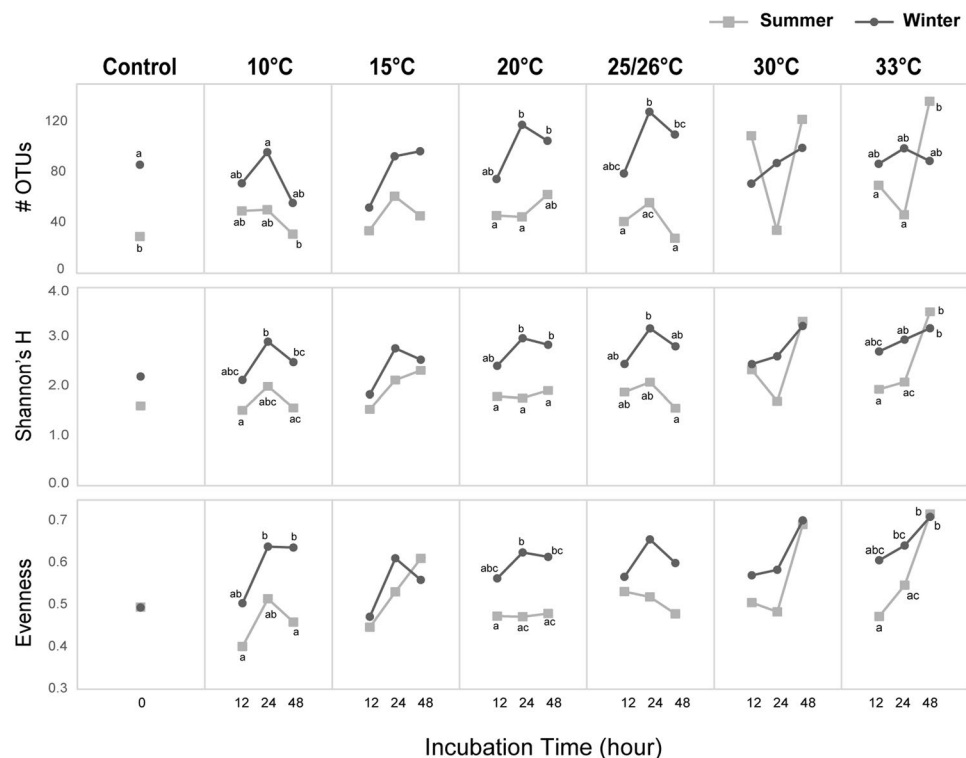 Summer Winter
Control 10°C 15°C 20°C 25/26°C 30°C 33°C
# OTUs
120
80
40
0
a
b
ab a ab
ab ab b
ab b b
a a ab
abc b bc
a ac a
ab ab ab
a a b
Shannon's H
4.0
3.0
2.0
1.0
0.0
abc b bc
a abc ac
ab b b
a a a
ab b ab
ab ab a
abc ab b
a ac b
Evenness
0.7
0.6
0.5
0.4
0.3
ab b b
a ab a
abc b bc
a ac ac
abc bc b
a ac b
0 12 24 48 12 24 48 12 24 48 12 24 48 12 24 48 12 24 48
Incubation Time (hour)